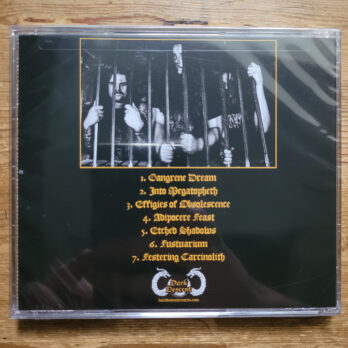 1. Gangrene Dream
2. Into Megatopheth
3. Effigies of Obsolescence
4. Adipocere Feast
5. Etched Shadows
6. Fustuarium
7. Festering Carcinolith
Dark
Descent